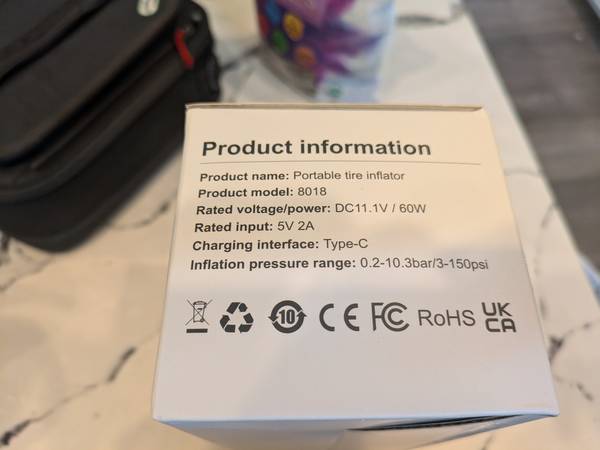 Product information
Product name: Portable tire inflator
Product model: 8018
Rated voltage/power: DC11.1V / 60W
Rated input: 5V 2A
Charging interface: Type-C
Inflation pressure range: 0.2-10.3bar/3-150psi
10 CE FC RoHS UK
CA